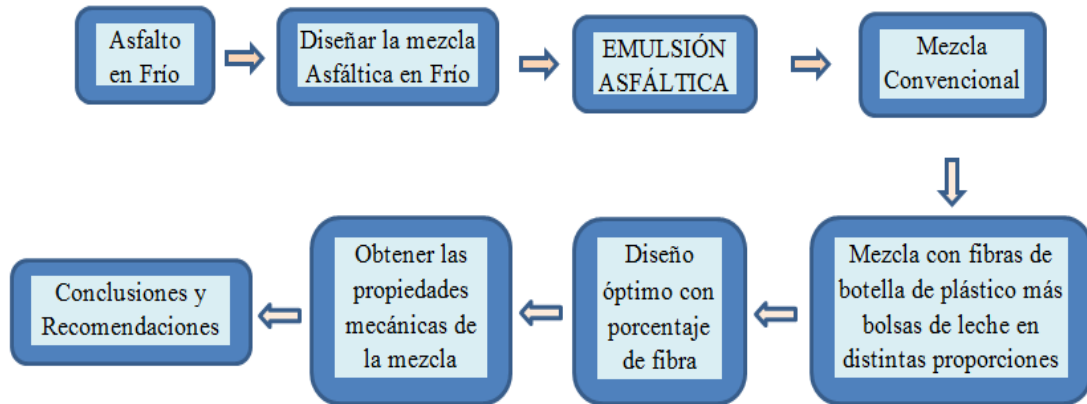 Asfalto
en Frío
Diseñar la mezcla
Asfáltica en Frío
EMULSIÓN
ASFÁLTICA
Mezcla
Convencional
Mezcla con fibras de
botella de plástico más
bolsas de leche en
distintas proporciones
Diseño
óptimo con
porcentaje
de fibra
Obtener las
propiedades
mecánicas de
la mezcla
Conclusiones y
Recomendaciones